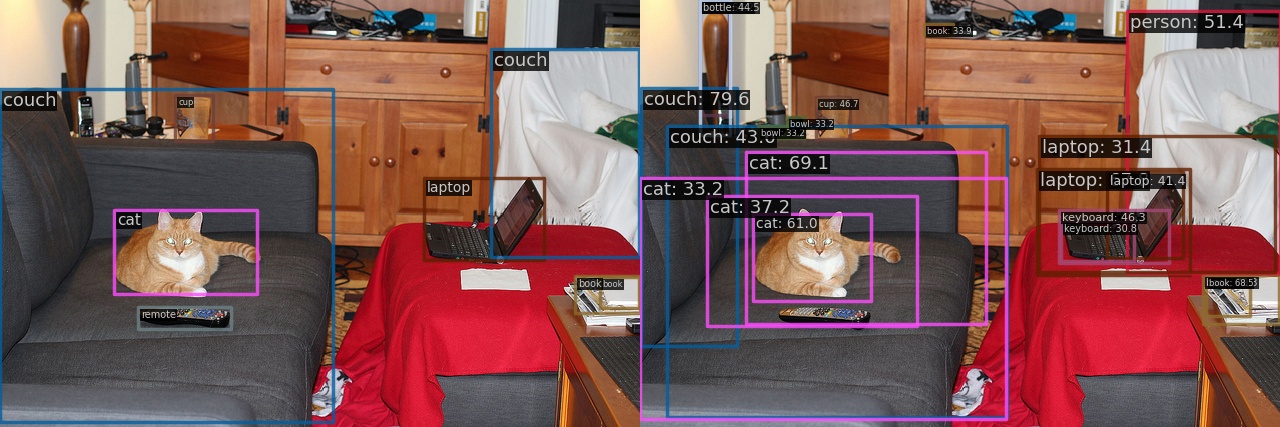 couch
cup
couch
laptop
cat
remote
book
book
bottle: 44.5
book: 33.9
person: 51.4
couch: 79.6
cup: 46.7
bowl: 33.2
bowl: 33.2
couch: 43.6
laptop: 31.4
cat: 69.1
laptop:
laptop: 41.4
cat: 33.2
cat: 37.2
keyboard: 46.3
cat: 61.0
keyboard: 30.8
book: 68.5